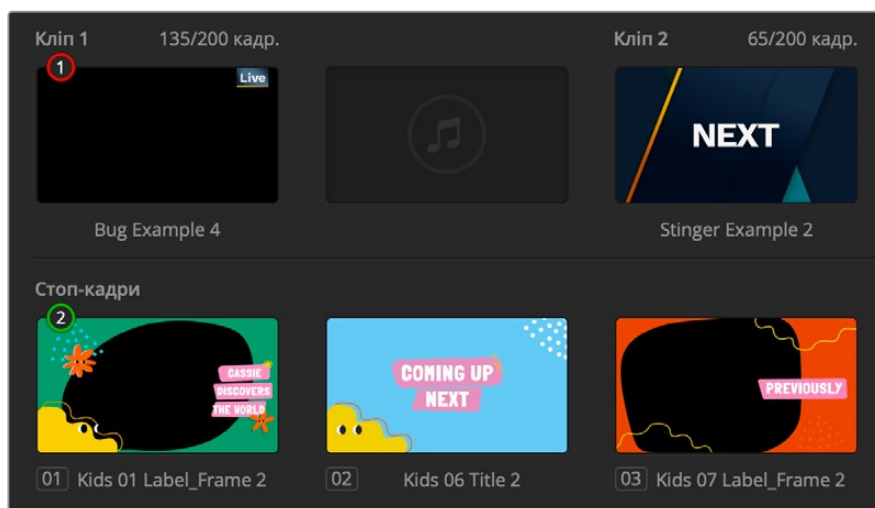 Кліп 1 135/200 кадр. Кліп 2 65/200 кадр.
1
Live
NEXT
Bug Example 4 Stinger Example 2
Стоп-кадри
2
CASSIE
DISCOVERS
THE WORLD
COMING UP
NEXT
PREVIOUSLY
01 Kids 01 Label_Frame 2 02 Kids 06 Title 2 03 Kids 07 Label_Frame 2